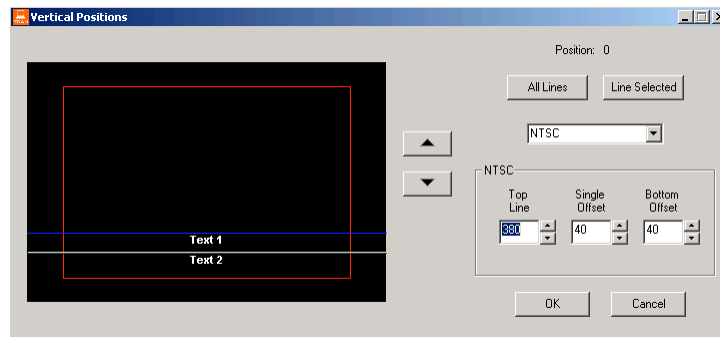 Vertical Positions
Position: 0
All Lines
Line Selected
NTSC
NTSC
Top Line
Single Offset
Bottom Offset
380
40
40
Text 1
Text 2
OK
Cancel